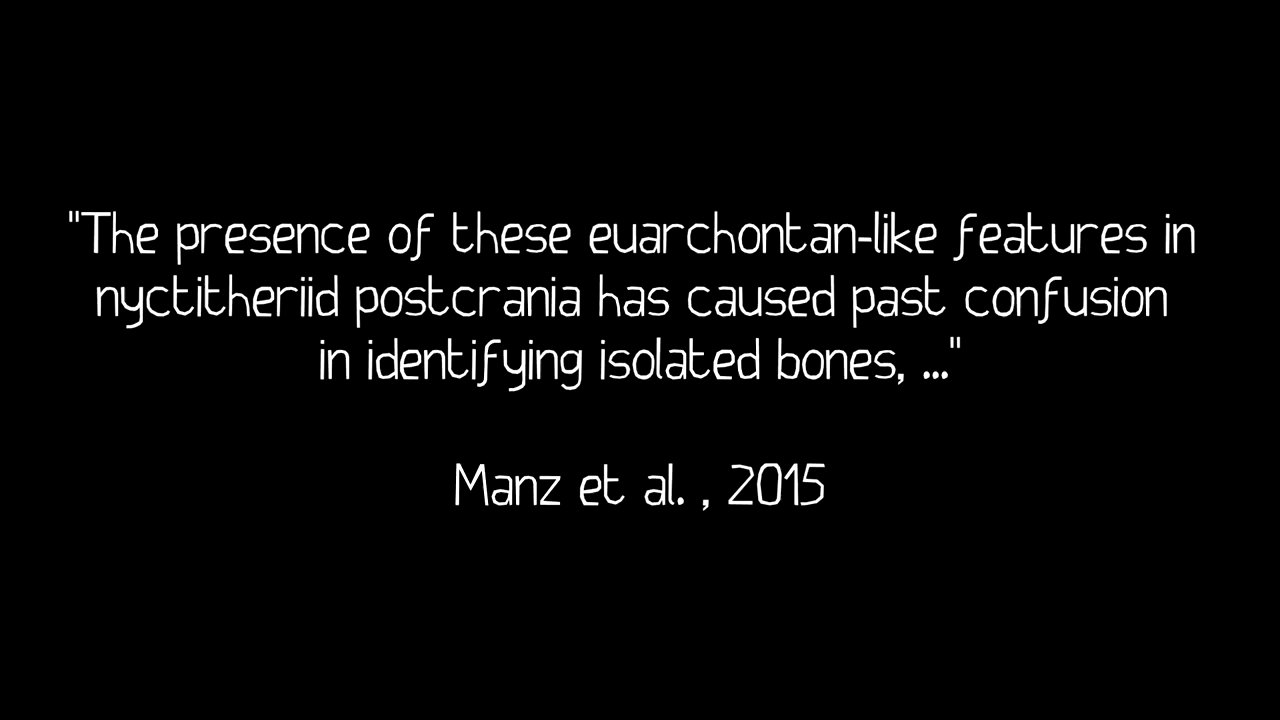 "The presence of these euarchontan-like features in
nyctitheriid postcrania has caused past confusion
in identifying isolated bones, ..."
Manz et al. , 2015